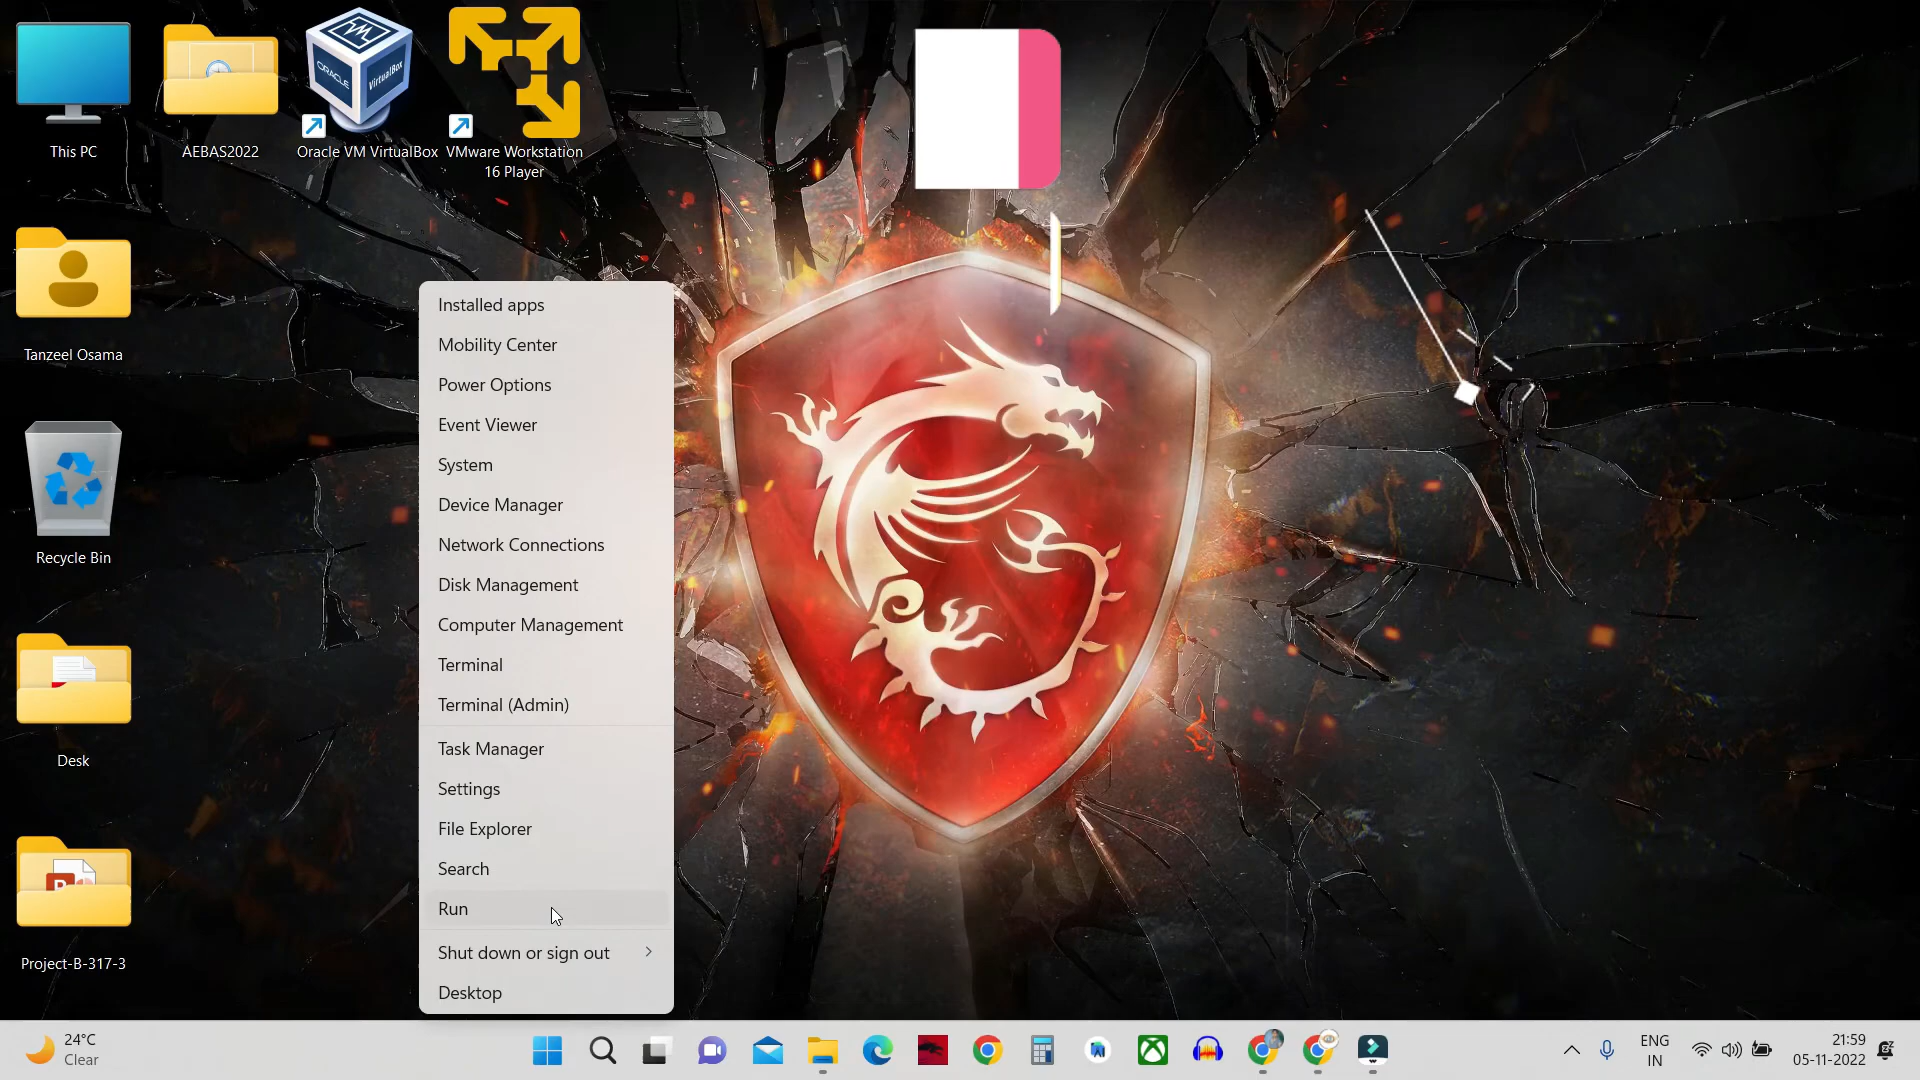 This PC
AEBAS2022
ORACLE
VirtualBox
Oracle VM VirtualBox
VMware Workstation
16 Player
Tanzeel Osama
Recycle Bin
Desk
Project-B-317-3
Installed apps
Mobility Center
Power Options
Event Viewer
System
Device Manager
Network Connections
Disk Management
Computer Management
Terminal
Terminal (Admin)
Task Manager
Settings
File Explorer
Search
Run
Shut down or sign out
Desktop
24°C
Clear
ENG
IN
21:59
05-11-2022